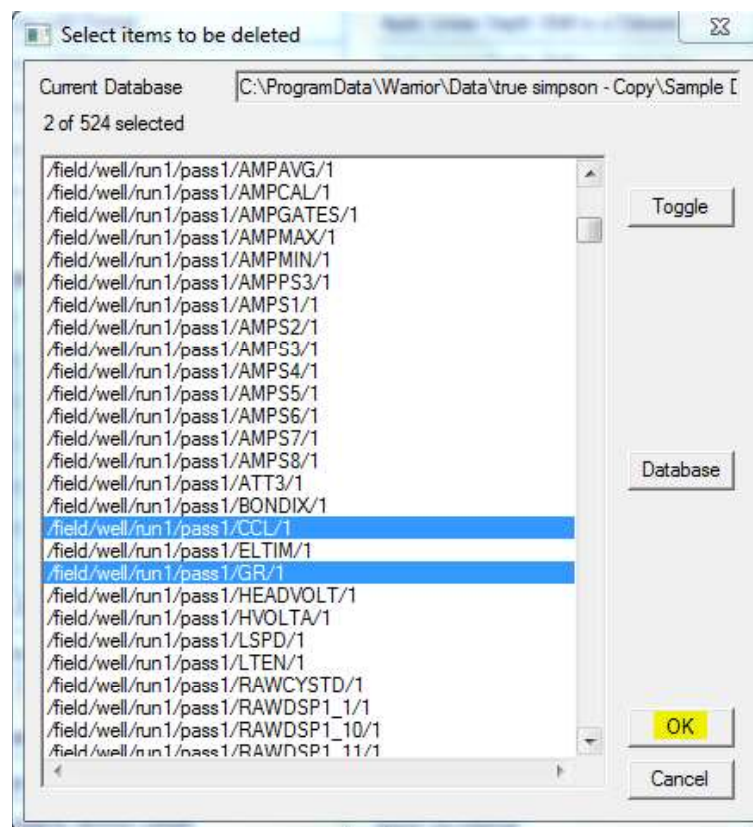 Select items to be deleted
Current Database C:\ProgramData\Warrior\Data\true simpson - Copy\Sample D
2 of 524 selected
/field/well/run1/pass1/AMPAVG/1
/field/well/run1/pass1/AMPCAL/1
/field/well/run1/pass1/AMPGATES/1
/field/well/run1/pass1/AMPMAX/1
/field/well/run1/pass1/AMPMIN/1
/field/well/run1/pass1/AMPPS3/1
/field/well/run1/pass1/AMPS1/1
/field/well/run1/pass1/AMPS2/1
/field/well/run1/pass1/AMPS3/1
/field/well/run1/pass1/AMPS4/1
/field/well/run1/pass1/AMPS5/1
/field/well/run1/pass1/AMPS6/1
/field/well/run1/pass1/AMPS7/1
/field/well/run1/pass1/AMPS8/1
/field/well/run1/pass1/ATT3/1
/field/well/run1/pass1/BONDIX/1
/field/well/run1/pass1/CCL/1
/field/well/run1/pass1/ELTIM/1
/field/well/run1/pass1/GR/1
/field/well/run1/pass1/HEADVOLT/1
/field/well/run1/pass1/HVOLTA/1
/field/well/run1/pass1/LSPD/1
/field/well/run1/pass1/LTEN/1
/field/well/run1/pass1/RAWCYSTD/1
/field/well/run1/pass1/RAWDSP1_1/1
/field/well/run1/pass1/RAWDSP1_10/1
/field/well/run1/pass1/RAWDSP1_11/1
Toggle
Database
OK
Cancel